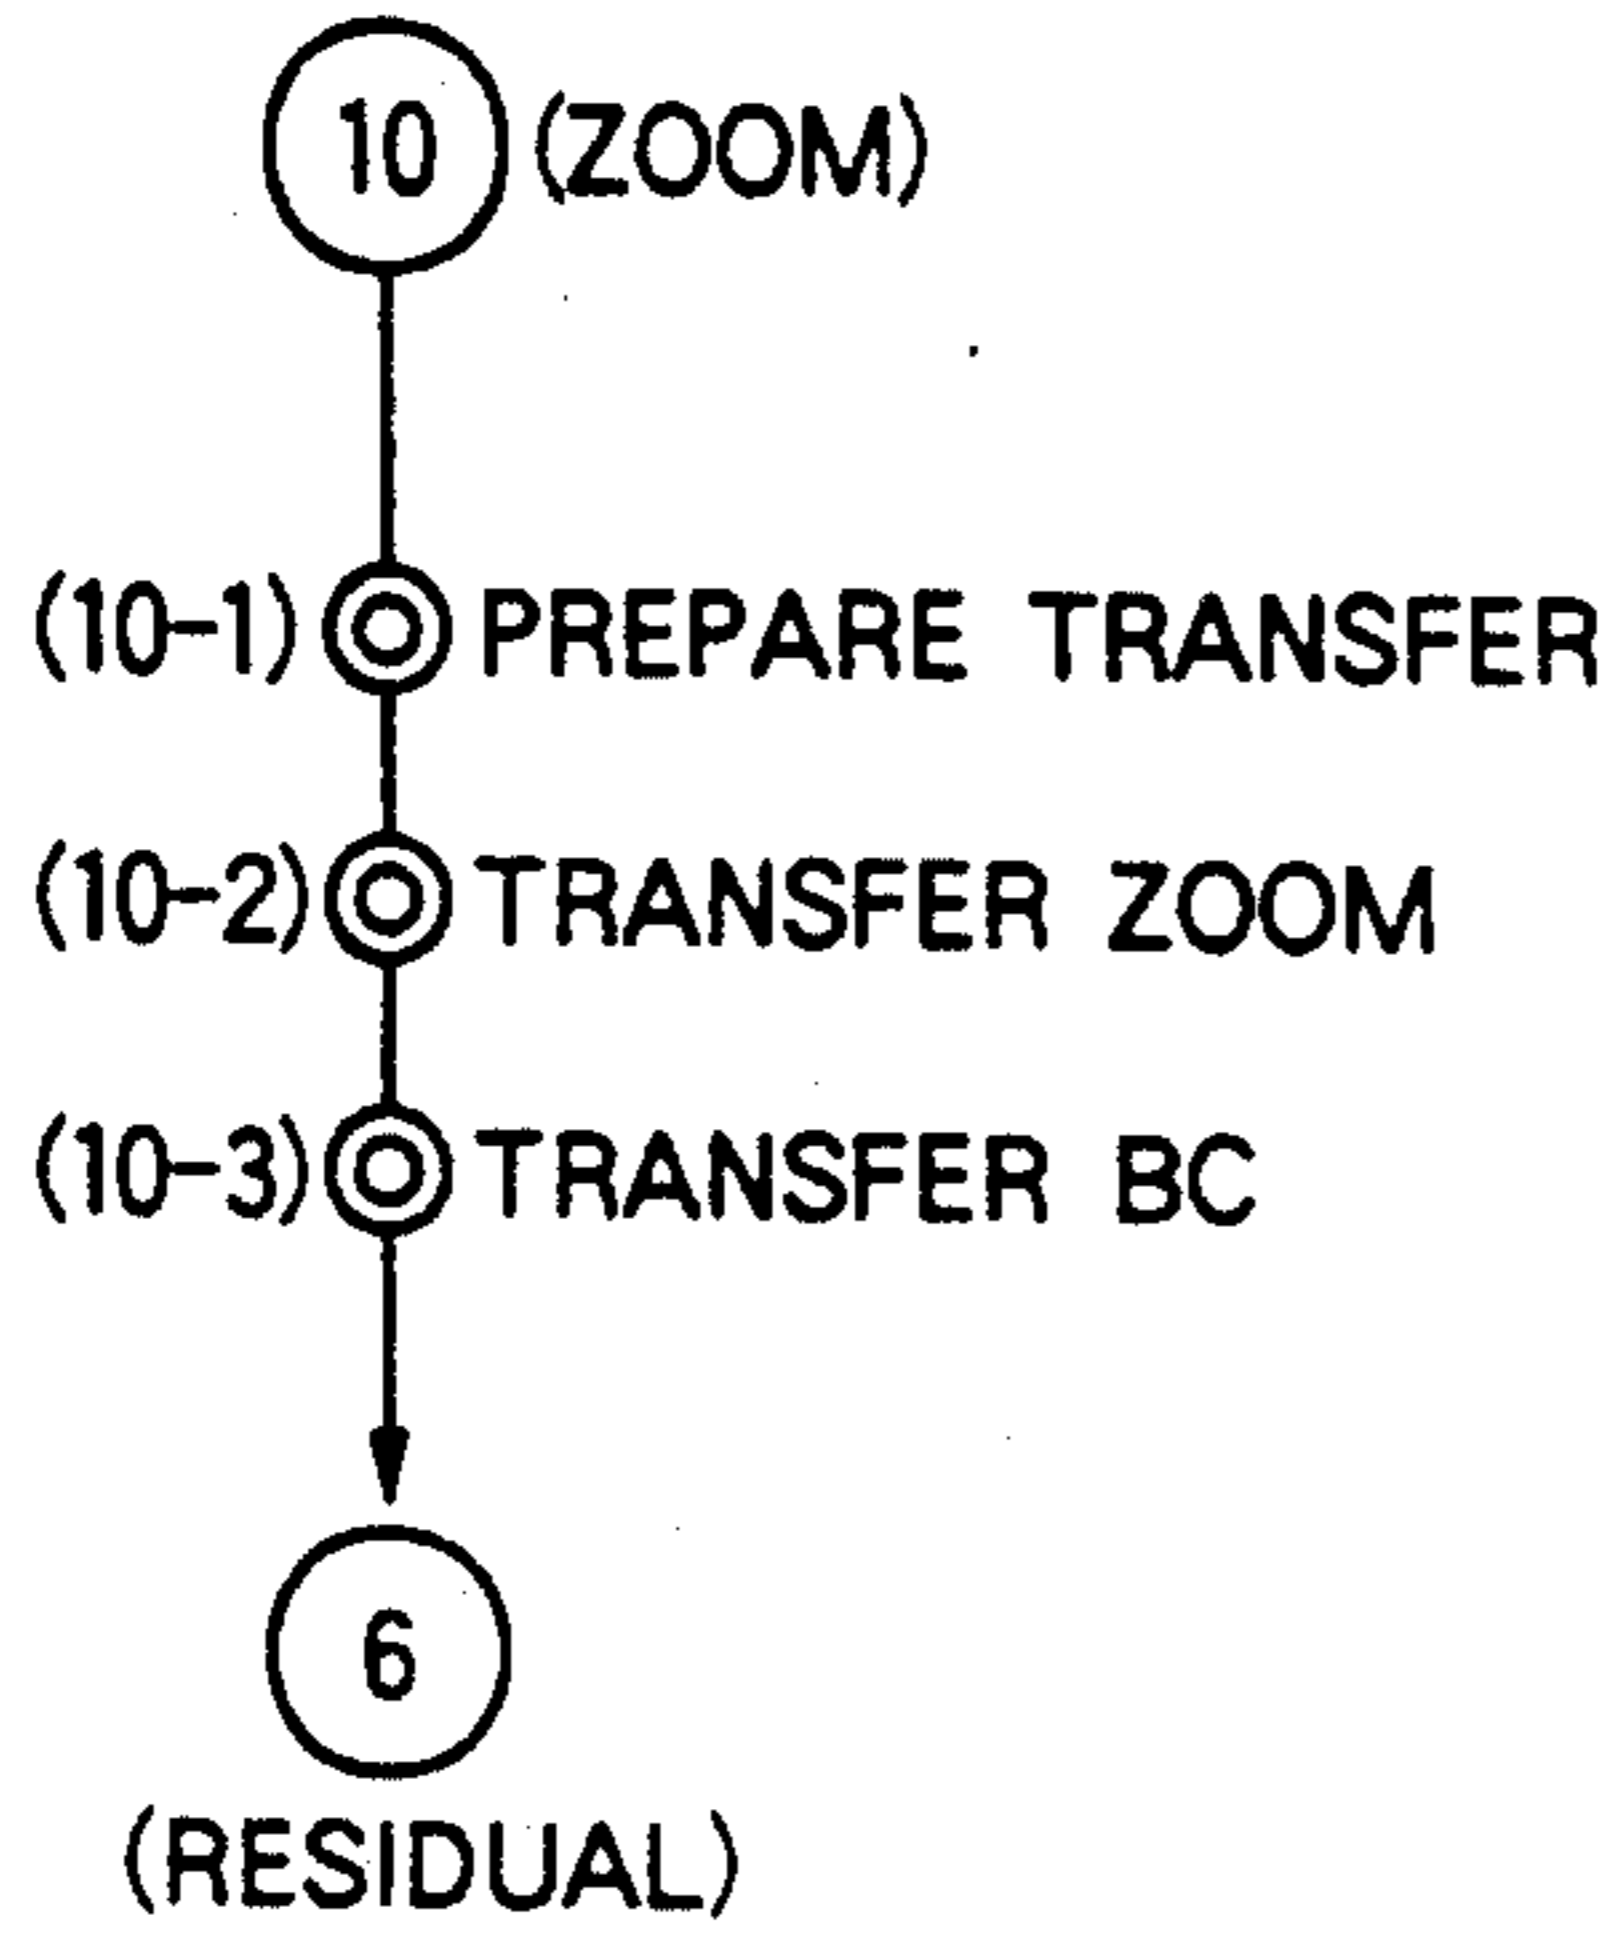 10 (ZOOM)
(10-1) PREPARE TRANSFER
(10-2) TRANSFER ZOOM
(10-3) TRANSFER BC
6
(RESIDUAL)